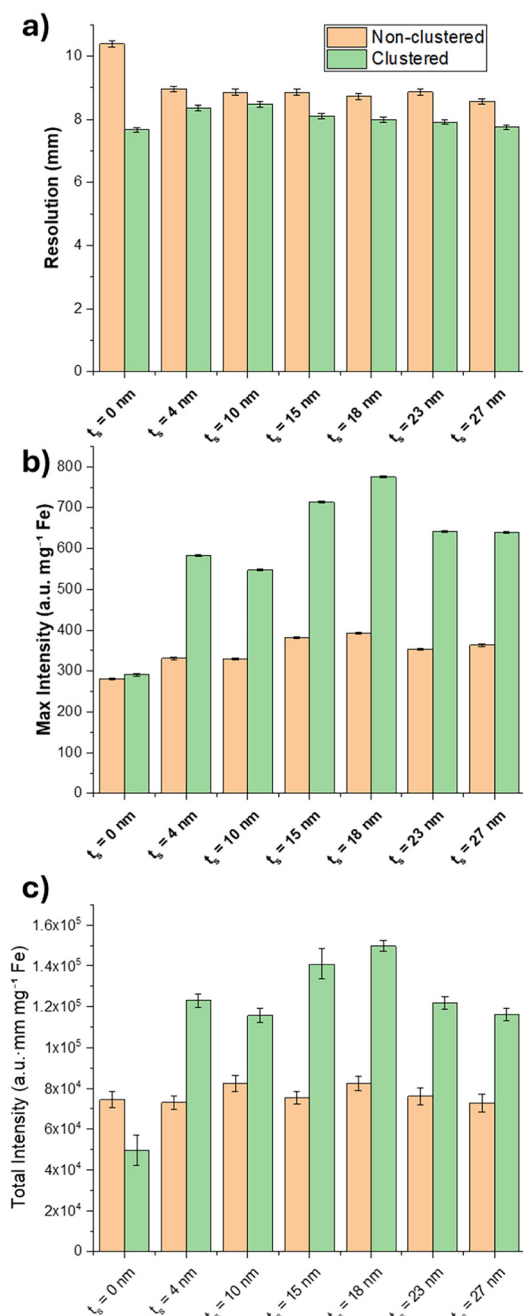 a)
Non-clustered
Clustered
10
8
6
4
2
0
Resolution (mm)
tₛ = 0 nm
tₛ = 4 nm
tₛ = 10 nm
tₛ = 15 nm
tₛ = 18 nm
tₛ = 23 nm
tₛ = 27 nm
b)
800
700
600
500
400
300
200
100
0
Max Intensity (a.u. mg⁻¹ Fe)
tₛ = 0 nm
tₛ = 4 nm
tₛ = 10 nm
tₛ = 15 nm
tₛ = 18 nm
tₛ = 23 nm
tₛ = 27 nm
c)
1.6x10⁵
1.4x10⁵
1.2x10⁵
1x10⁵
8x10⁴
6x10⁴
4x10⁴
2x10⁴
0
Total Intensity (a.u.·mm mg⁻¹ Fe)
tₛ = 0 nm
tₛ = 4 nm
tₛ = 10 nm
tₛ = 15 nm
tₛ = 18 nm
tₛ = 23 nm
tₛ = 27 nm